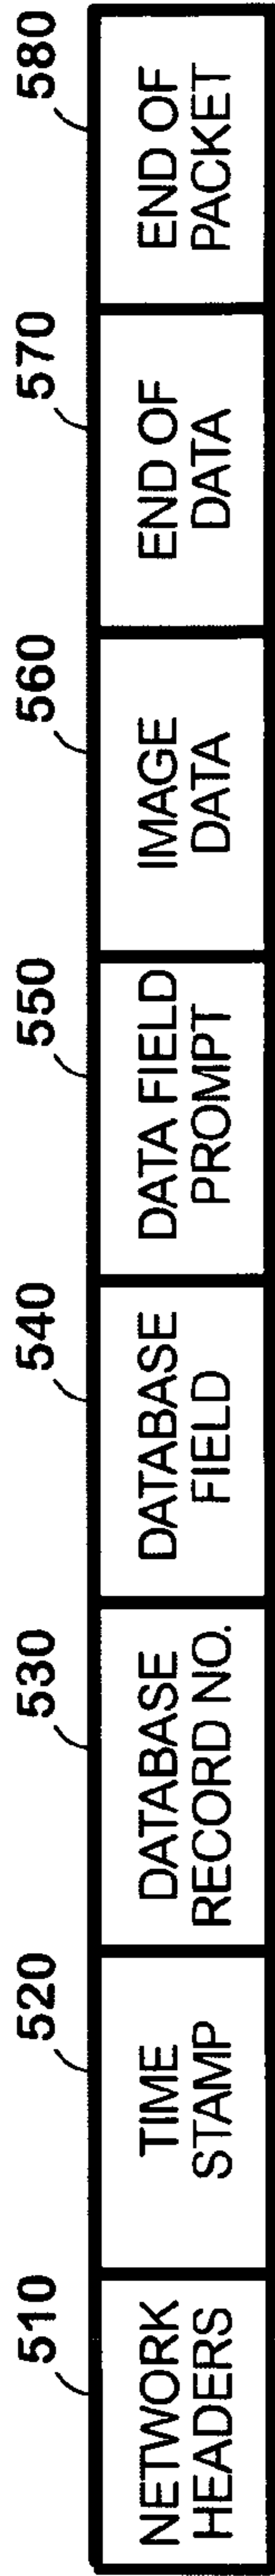 510
NETWORK
HEADERS
520
TIME
STAMP
530
DATABASE
RECORD NO.
540
DATABASE
FIELD
550
DATA FIELD
PROMPT
560
IMAGE
DATA
570
END OF
DATA
580
END OF
PACKET